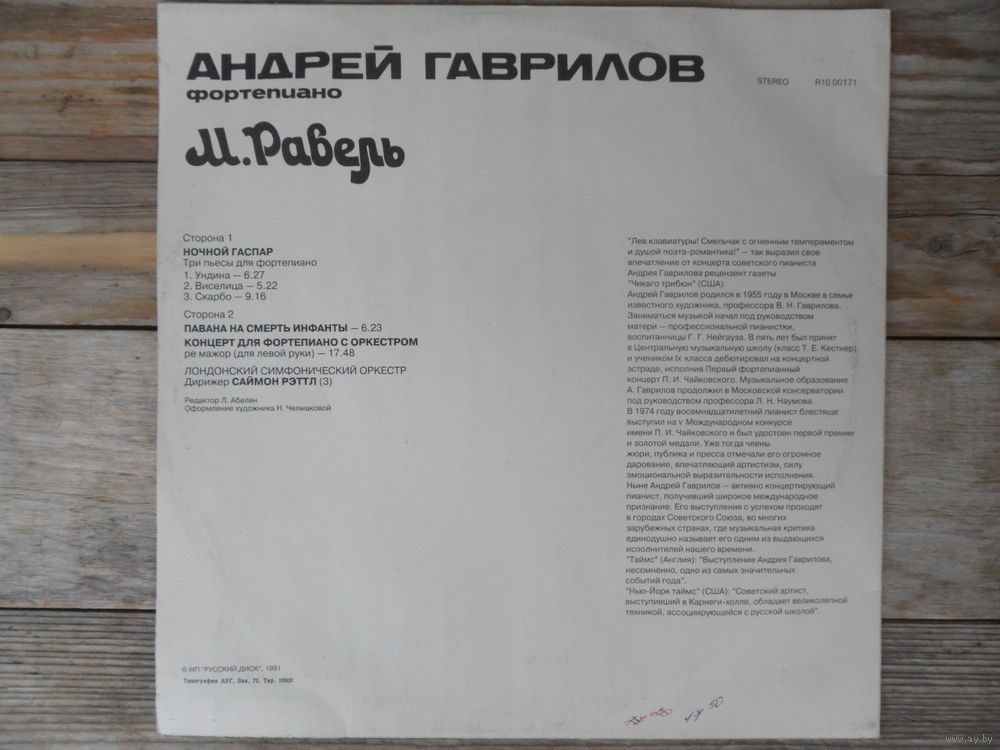 АНДРЕЙ ГАВРИЛОВ
фортепиано
STEREO R10 00171
М. Равель
Сторона 1
НОЧНОЙ ГАСПАР
Три пьесы для фортепиано
1. Ундина — 6.27
2. Виселица — 5.22
3. Скарбо — 9.16
Сторона 2
ПАВАНА НА СМЕРТЬ ИНФАНТЫ — 6.23
КОНЦЕРТ ДЛЯ ФОРТЕПИАНО С ОРКЕСТРОМ
ре мажор (для левой руки) — 17.48
ЛОНДОНСКИЙ СИМФОНИЧЕСКИЙ ОРКЕСТР
Дирижер САЙМОН РЭТТЛ (3)
Редактор Л. Абелян
Оформление художника Н. Челмаковой
"Лев клавиатуры! Смельчак с огненным темпераментом
и душой поэта-романтика!" — так выразил свое
впечатление от концерта советского пианиста
Андрея Гаврилова рецензент газеты
"Чикаго трибюн" (США).
Андрей Гаврилов родился в 1955 году в Москве в семье
известного художника, профессора В. Н. Гаврилова.
Заниматься музыкой начал под руководством
матери — профессиональной пианистки,
воспитанницы Г. Г. Нейгауза. В пять лет был принят
в Центральную музыкальную школу (класс Т. Е. Кестнер)
и учеником IX класса дебютировал на концертной
эстраде, исполнив Первый фортепианный
концерт П. И. Чайковского. Музыкальное образование
А. Гаврилов продолжил в Московской консерватории
под руководством профессора Л. Н. Наумова.
В 1974 году восемнадцатилетний пианист блестяще
выступил на V Международном конкурсе
имени П. И. Чайковского и был удостоен первой премии
и золотой медали. Уже тогда члены
жюри, публика и пресса отмечали его огромное
дарование, впечатляющий артистизм, силу
эмоциональной выразительности исполнения.
Ныне Андрей Гаврилов — активно концертирующий
пианист, получивший широкое международное
признание. Его выступления с успехом проходят
в городах Советского Союза, во многих
зарубежных странах, где музыкальная критика
единодушно называет его одним из выдающихся
исполнителей нашего времени.
"Таймс" (Англия): "Выступление Андрея Гаврилова,
несомненно, одно из самых значительных
событий года".
"Нью-Йорк таймс" (США): "Советский артист,
выступивший в Карнеги-холле, обладает великолепной
техникой, ассоциирующейся с русской школой".
© МП "РУССКИЙ ДИСК", 1991
Типография АЗГ, Зак. 72. Тир. 10000
17 50
www.ay.by